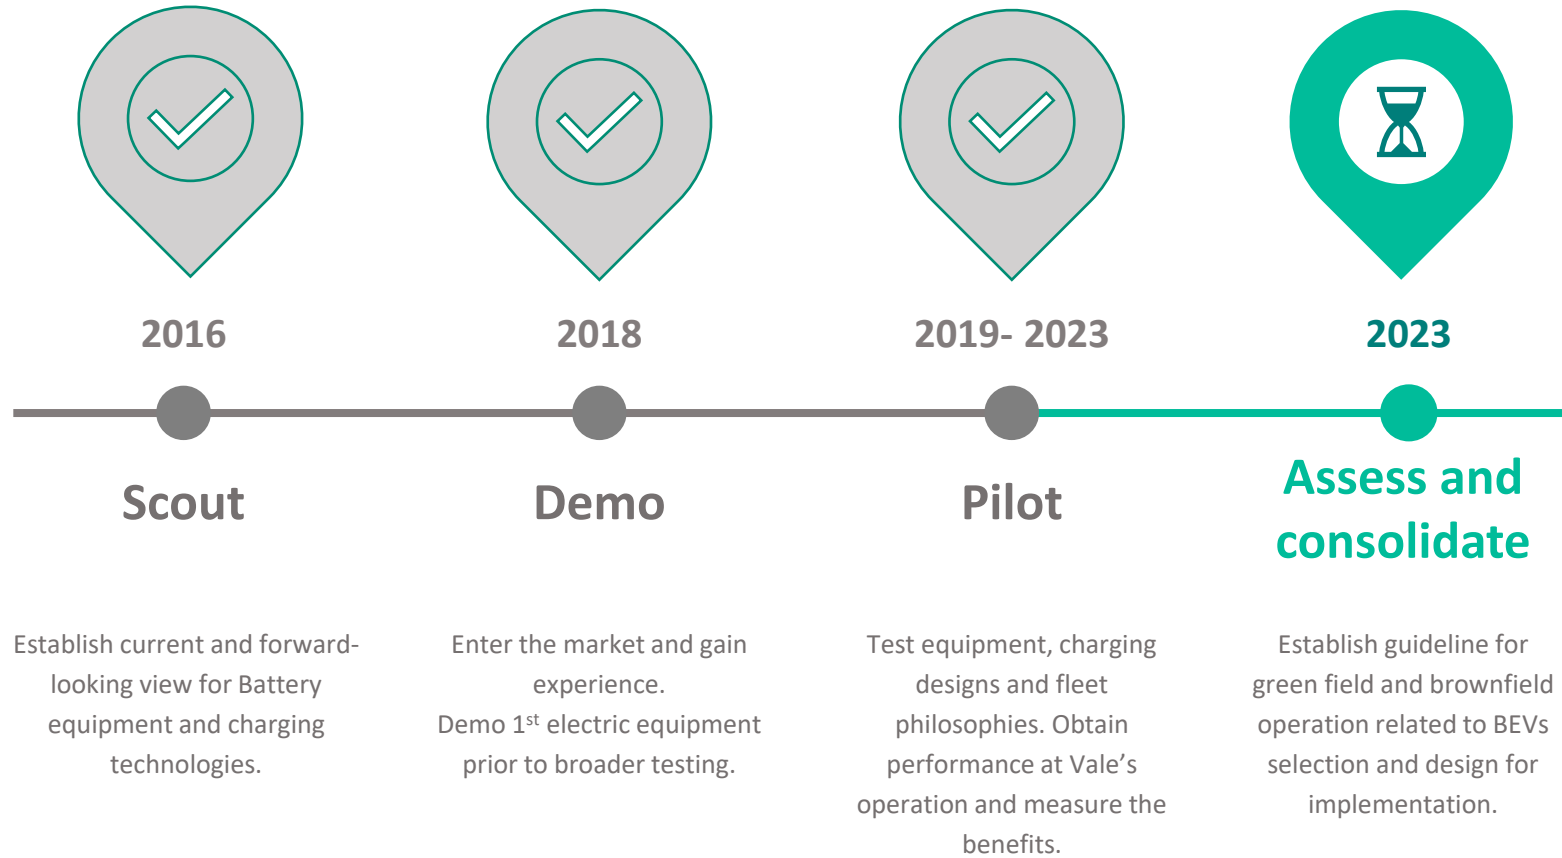 2016
Scout
Establish current and forward-
looking view for Battery
equipment and charging
technologies.
2018
Demo
Enter the market and gain
experience.
Demo 1st electric equipment
prior to broader testing.
2019- 2023
Pilot
Test equipment, charging
designs and fleet
philosophies. Obtain
performance at Vale’s
operation and measure the
benefits.
2023
Assess and
consolidate
Establish guideline for
green field and brownfield
operation related to BEVs
selection and design for
implementation.